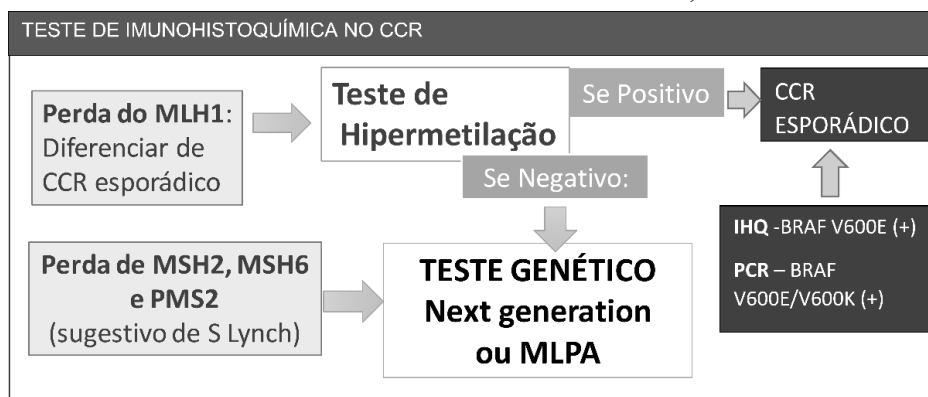 TESTE DE IMUNOHISTOQUÍMICA NO CCR
Perda do MLH1:
Diferenciar de
CCR esporádico
Teste de
Hipermetilação
Se Positivo
CCR
ESPORÁDICO
Se Negativo:
IHQ -BRAF V600E (+)
PCR – BRAF
V600E/V600K (+)
Perda de MSH2, MSH6
e PMS2
(sugestivo de S Lynch)
TESTE GENÉTICO
Next generation
ou MLPA